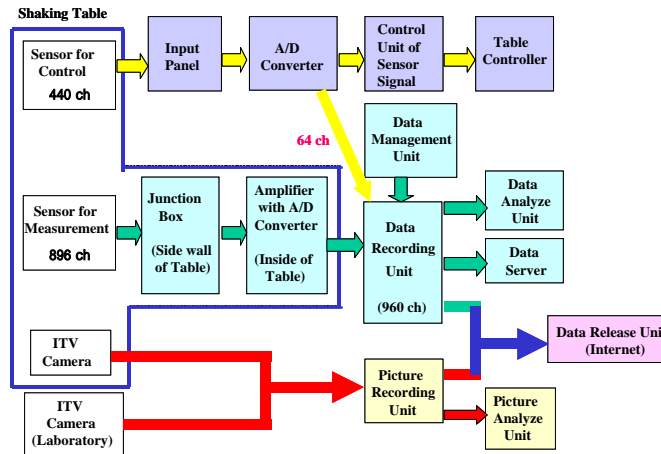 Shaking Table
Sensor for
Control
440 ch
Input
Panel
A/D
Converter
Control
Unit of
Sensor
Signal
Table
Controller
64 ch
Data
Management
Unit
Sensor for
Measurement
896 ch
Junction
Box
(Side wall
of Table)
Amplifier
with A/D
Converter
(Inside of
Table)
Data
Recording
Unit
(960 ch)
Data
Analyze
Unit
Data
Server
ITV
Camera
Data Release Uni
(Internet)
ITV
Camera
(Laboratory)
Picture
Recording
Unit
Picture
Analyze
Unit